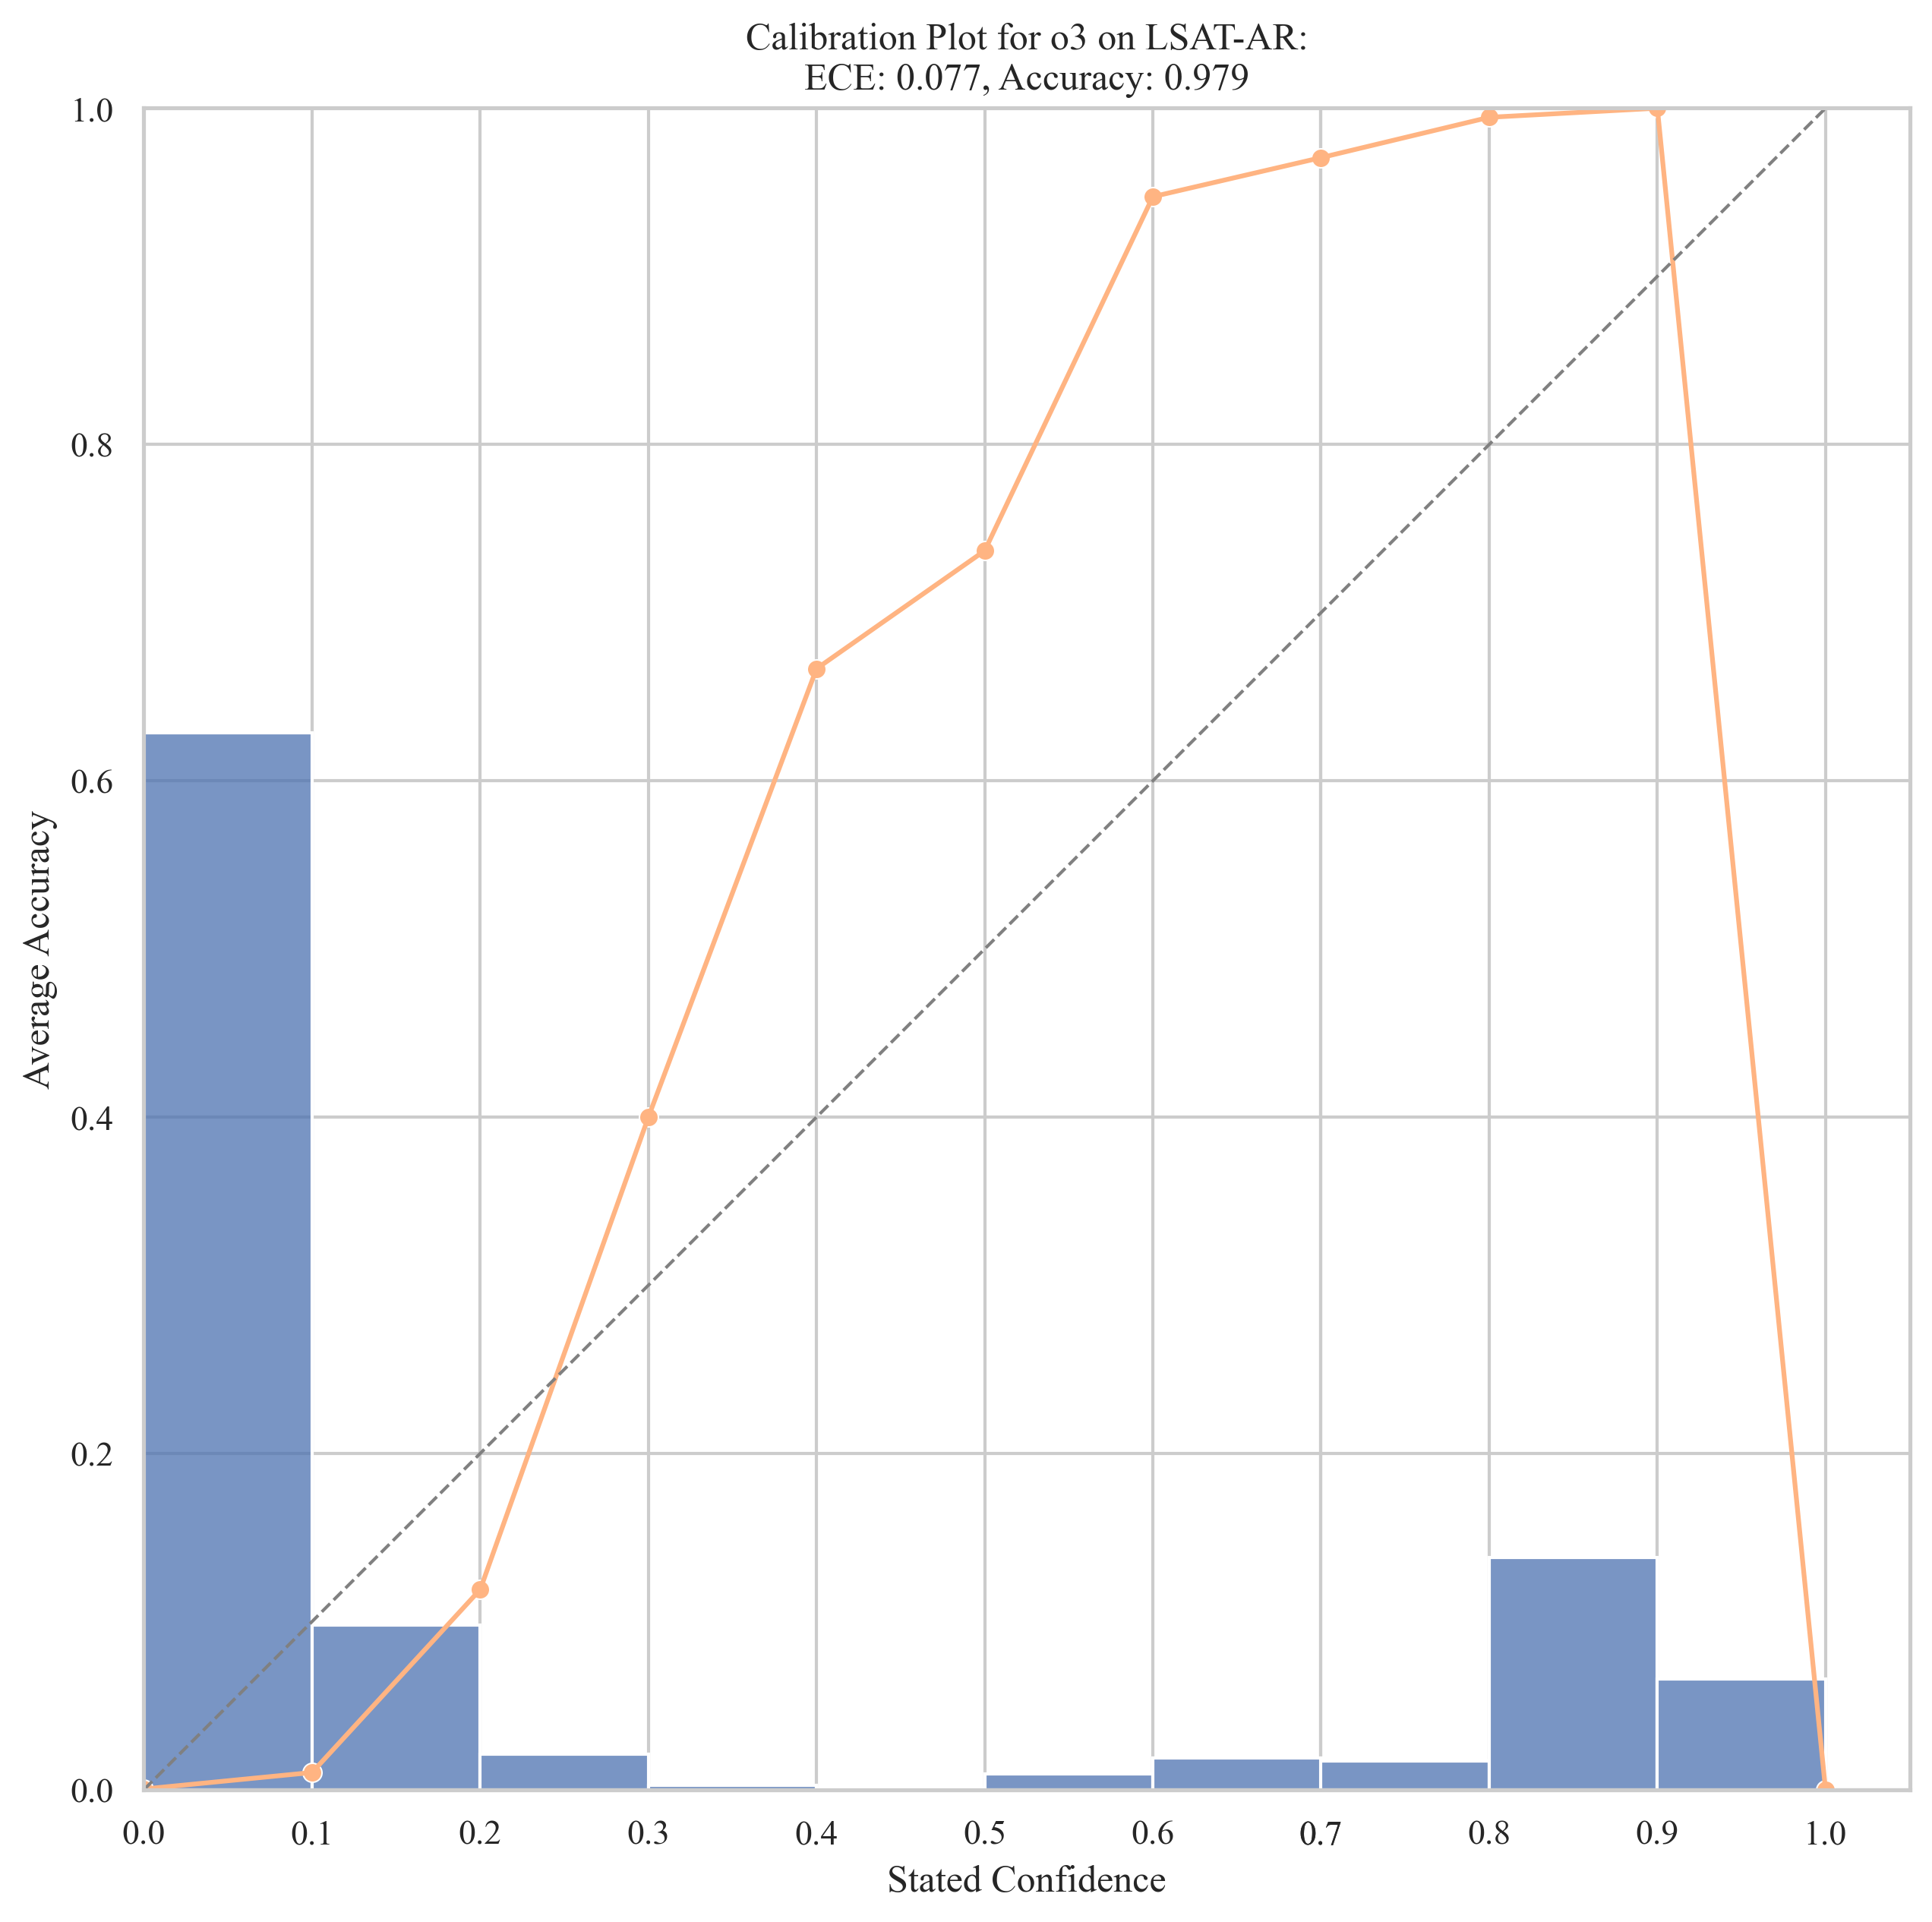 Calibration Plot for o3 on LSAT-AR:
ECE: 0.077, Accuracy: 0.979
1.0
0.8
0.6
0.4
0.2
0.0
Average Accuracy
0.0 0.1 0.2 0.3 0.4 0.5 0.6 0.7 0.8 0.9 1.0
Stated Confidence